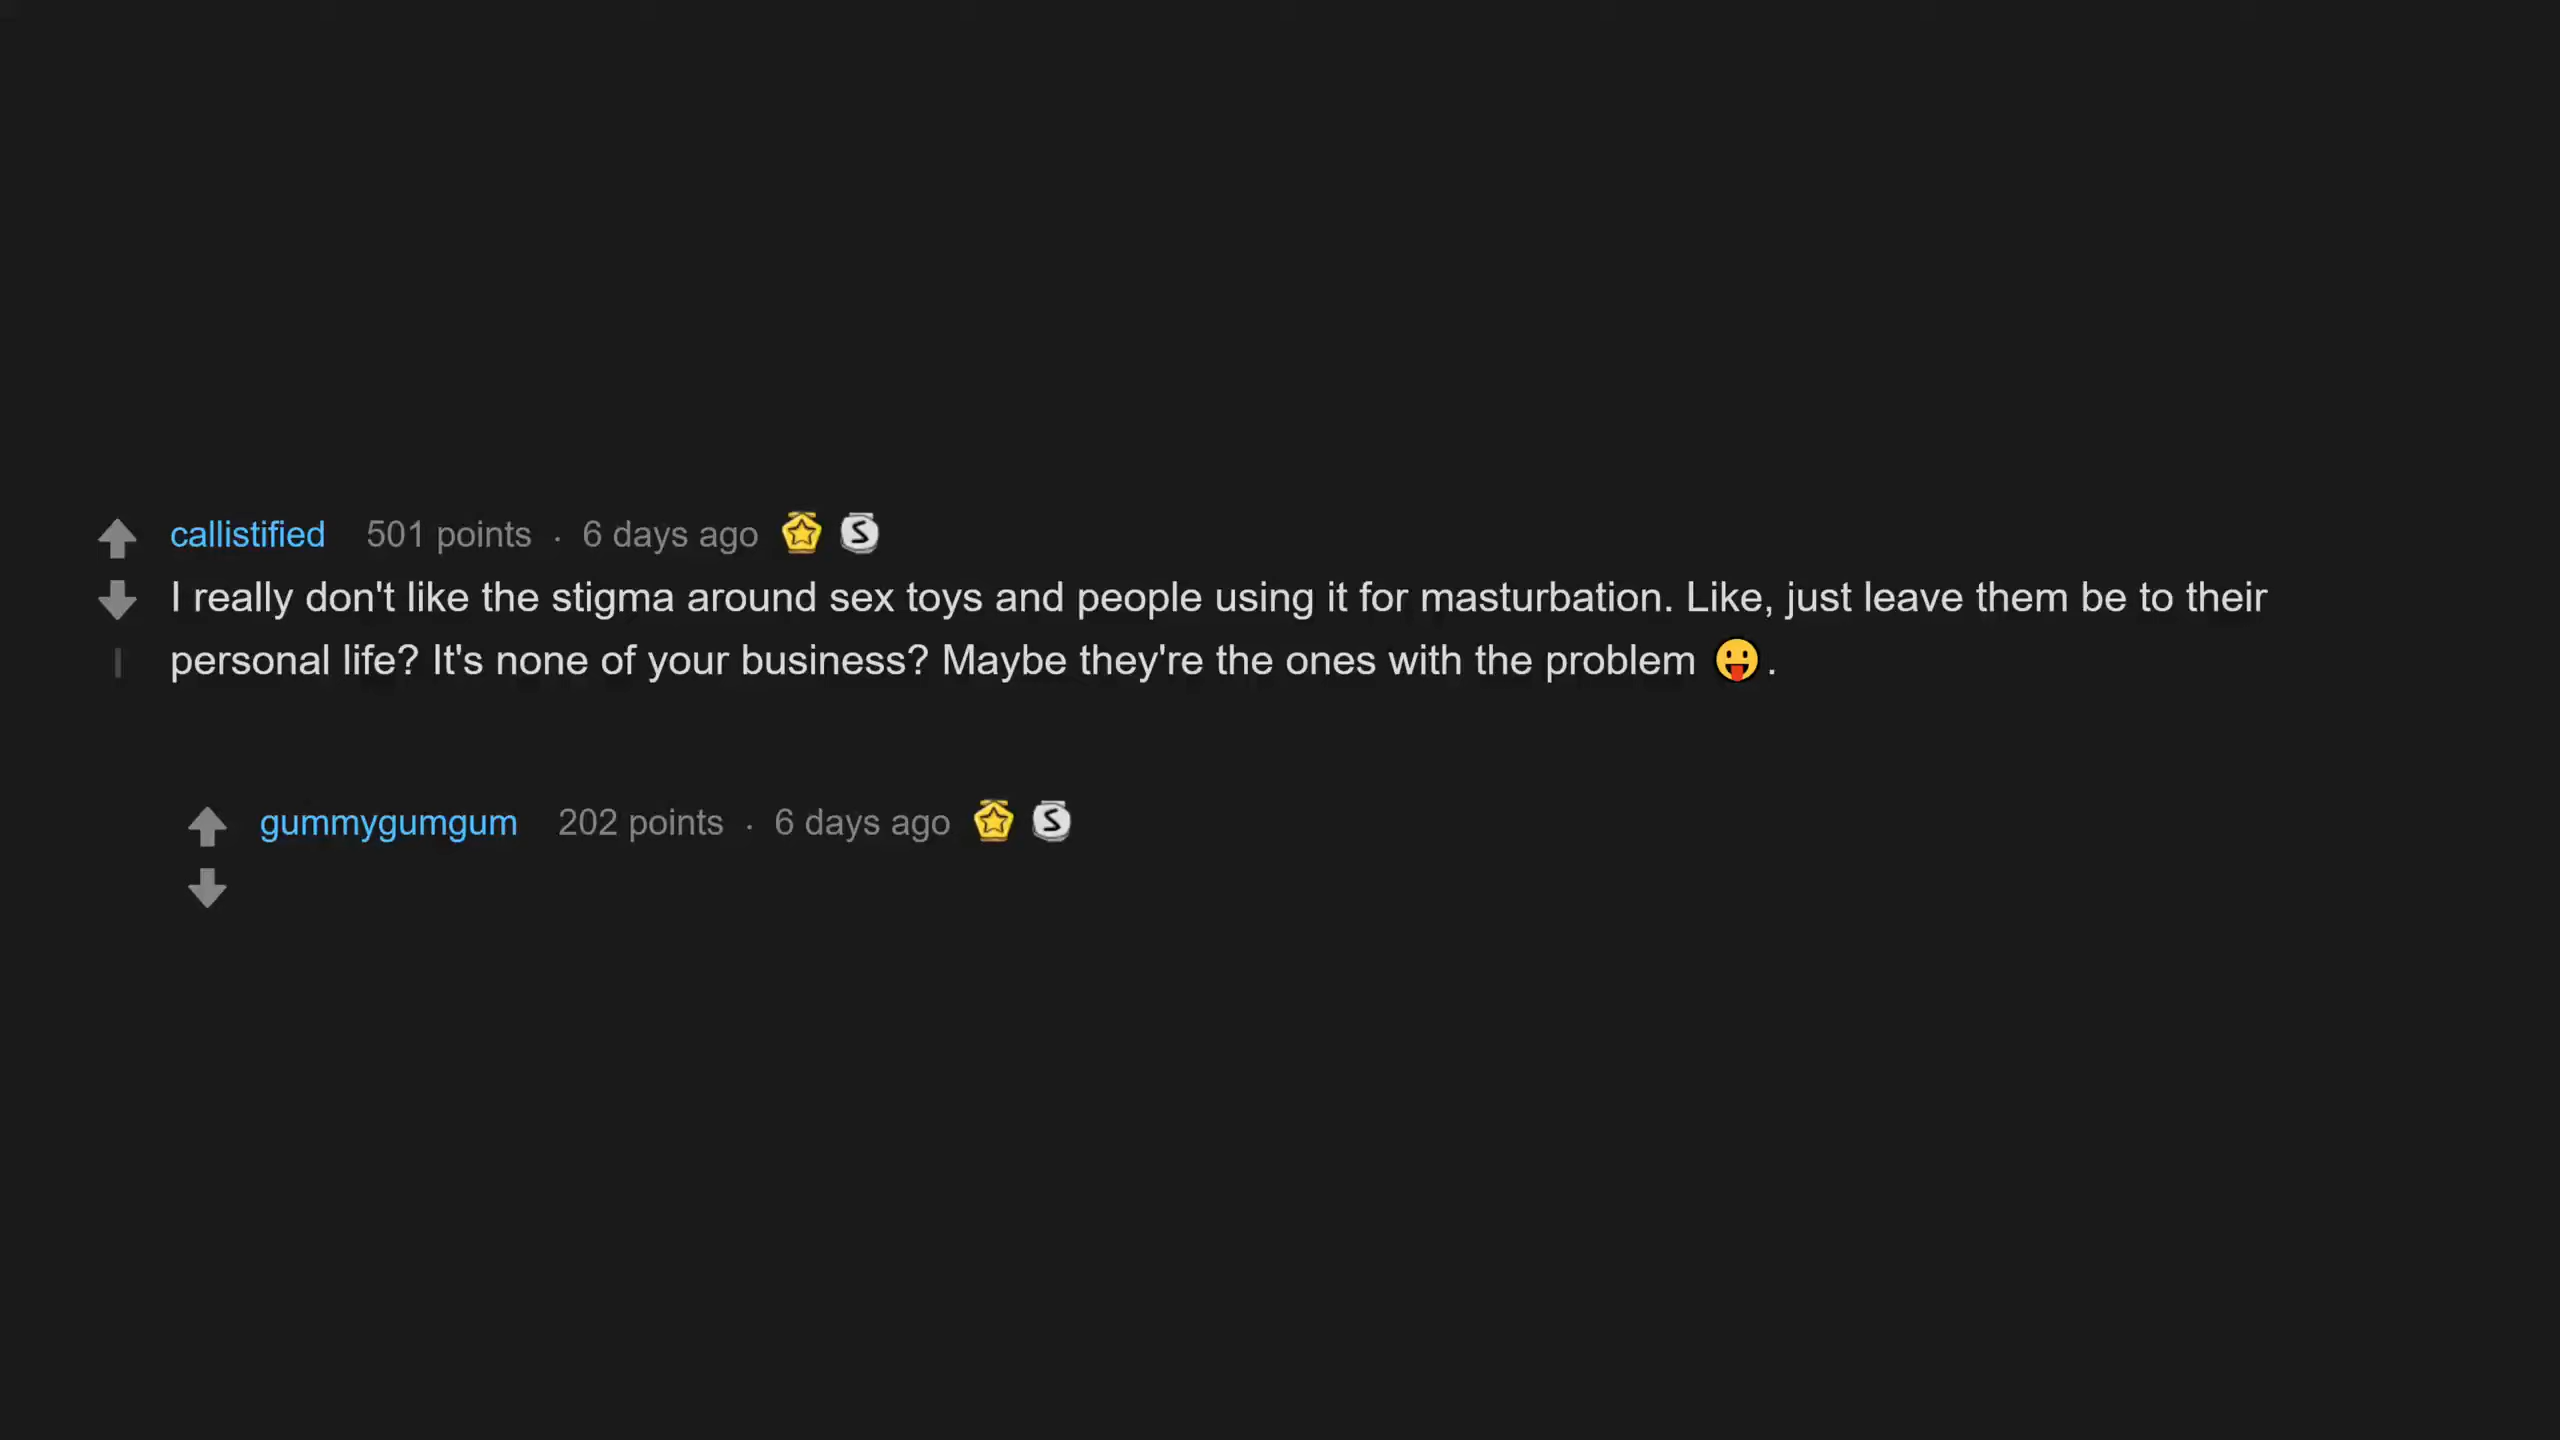 callistified 501 points · 6 days ago S
I really don't like the stigma around sex toys and people using it for masturbation. Like, just leave them be to their
personal life? It's none of your business? Maybe they're the ones with the problem 😛.
gummygumgum 202 points · 6 days ago S